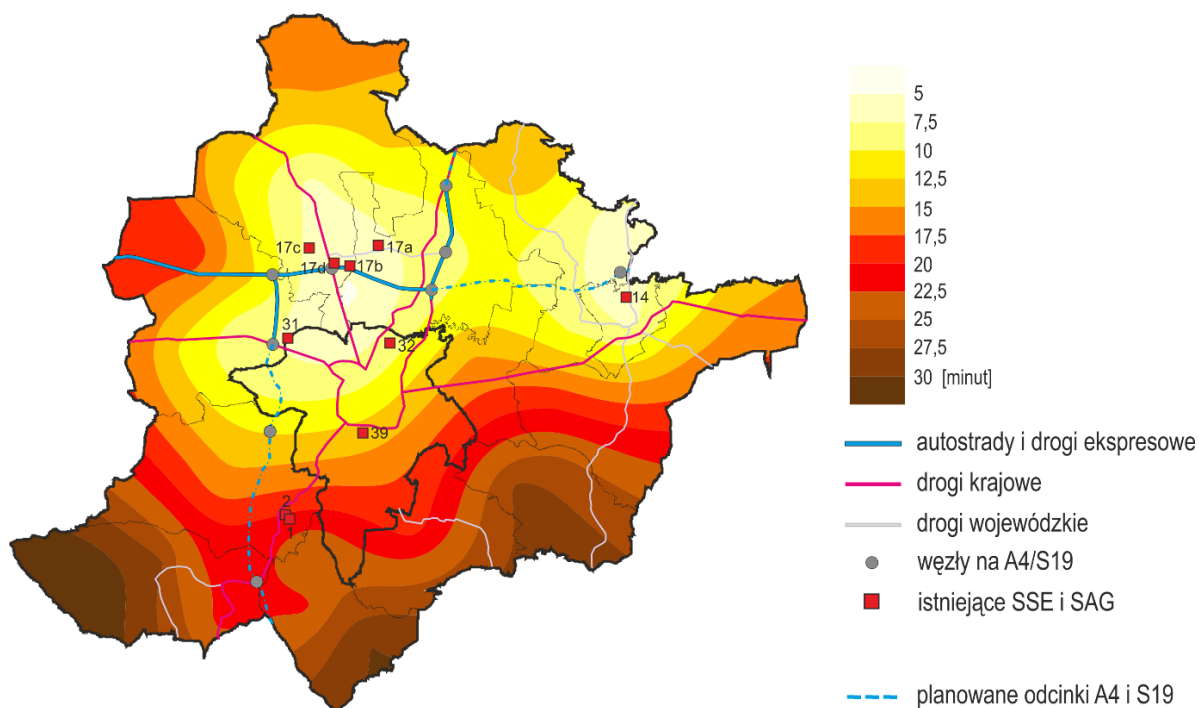 17c
17a
17d
17b
14
31
32
39
2
1
5
7,5
10
12,5
15
17,5
20
22,5
25
27,5
30 [minut]
autostrady i drogi ekspresowe
drogi krajowe
drogi wojewódzkie
węzły na A4/S19
istniejące SSE i SAG
planowane odcinki A4 i S19